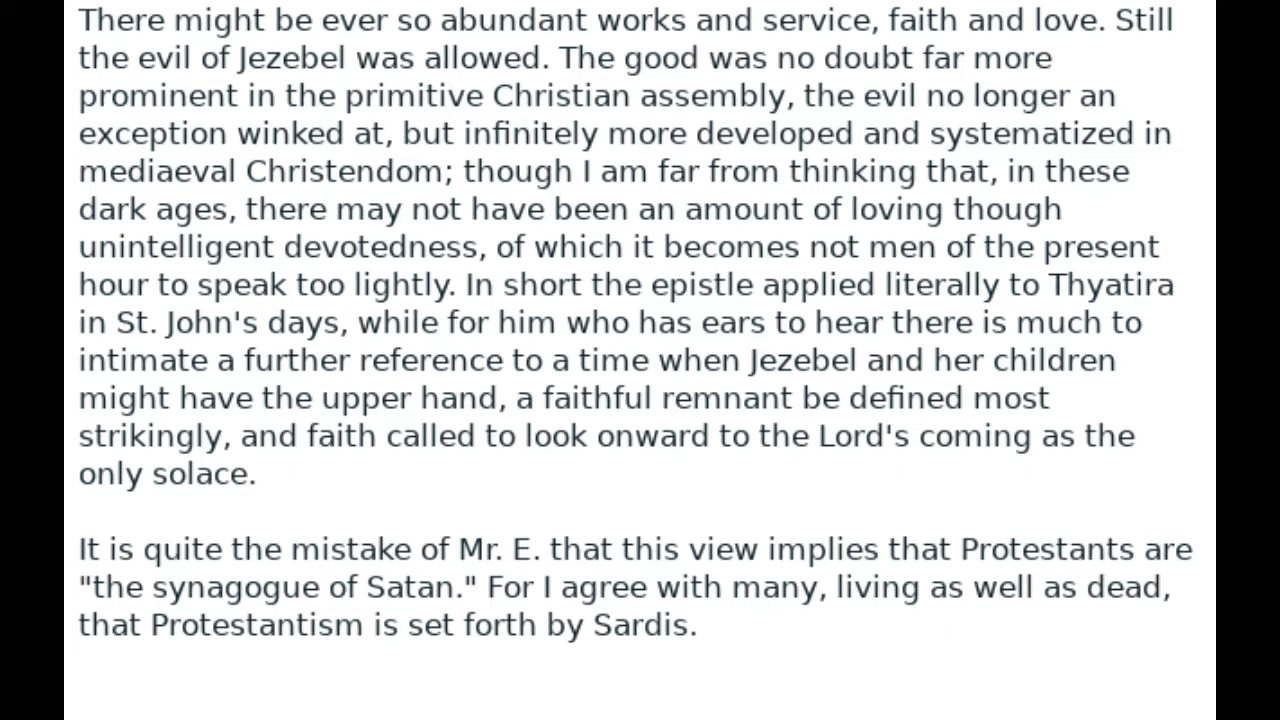 There might be ever so abundant works and service, faith and love. Still
the evil of Jezebel was allowed. The good was no doubt far more
prominent in the primitive Christian assembly, the evil no longer an
exception winked at, but infinitely more developed and systematized in
mediaeval Christendom; though I am far from thinking that, in these
dark ages, there may not have been an amount of loving though
unintelligent devotedness, of which it becomes not men of the present
hour to speak too lightly. In short the epistle applied literally to Thyatira
in St. John's days, while for him who has ears to hear there is much to
intimate a further reference to a time when Jezebel and her children
might have the upper hand, a faithful remnant be defined most
strikingly, and faith called to look onward to the Lord's coming as the
only solace.

It is quite the mistake of Mr. E. that this view implies that Protestants are
"the synagogue of Satan." For I agree with many, living as well as dead,
that Protestantism is set forth by Sardis.